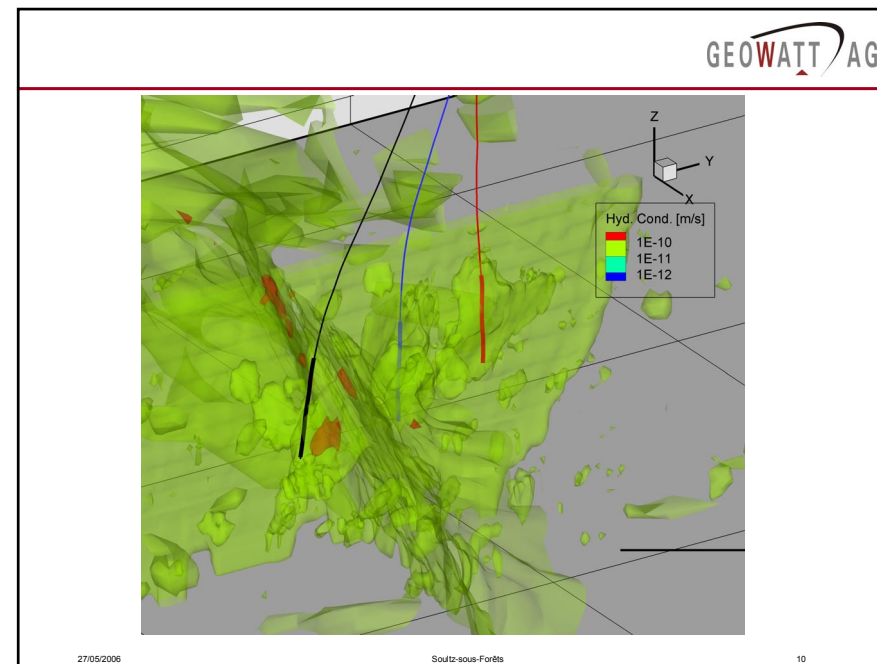 GEOWATT AG
Z
Y
X
Hyd. Cond. [m/s]
1E-10
1E-11
1E-12
27/05/2006
Soultz-sous-Forêts
10